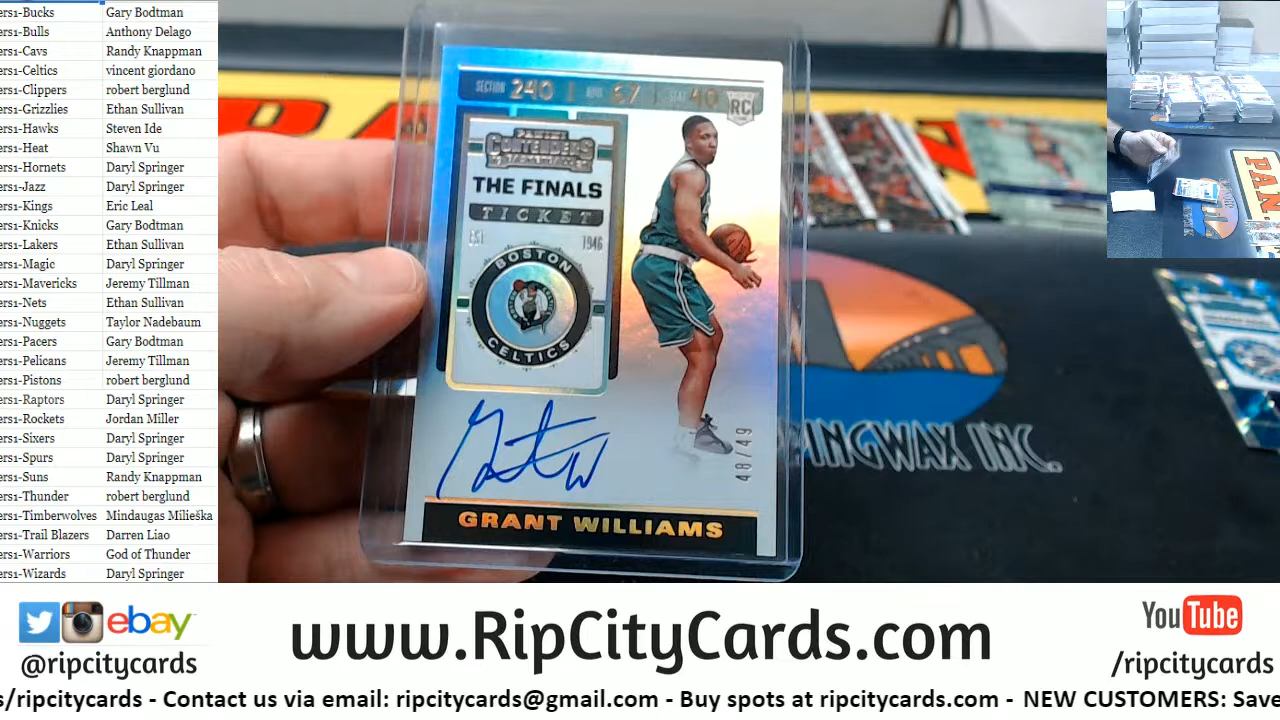 ers1-Bucks Gary Bodtman
ers1-Bulls Anthony Delago
ers1-Cavs Randy Knappman
ers1-Celtics vincent giordano
ers1-Clippers robert berglund
ers1-Grizzlies Ethan Sullivan
ers1-Hawks Steven Ide
ers1-Heat Shawn Vu
ers1-Hornets Daryl Springer
ers1-Jazz Daryl Springer
ers1-Kings Eric Leal
ers1-Knicks Gary Bodtman
ers1-Lakers Ethan Sullivan
ers1-Magic Daryl Springer
ers1-Mavericks Jeremy Tillman
ers1-Nets Ethan Sullivan
ers1-Nuggets Taylor Nadebaum
ers1-Pacers Gary Bodtman
ers1-Pelicans Jeremy Tillman
ers1-Pistons robert berglund
ers1-Raptors Daryl Springer
ers1-Rockets Jordan Miller
ers1-Sixers Daryl Springer
ers1-Spurs Daryl Springer
ers1-Suns Randy Knappman
ers1-Thunder robert berglund
ers1-Timberwolves Mindaugas Milieška
ers1-Trail Blazers Darren Liao
ers1-Warriors God of Thunder
ers1-Wizards Daryl Springer
SECTION 240
RC
PANINI
CONTENDERS
THE FINALS
TICKET
EST 1946
BOSTON
CELTICS
48/49
GRANT WILLIAMS
PINGWAX INC.
PAN
ebay
@ripcitycards
www.RipCityCards.com
YouTube
/ripcitycards
s/ripcitycards - Contact us via email: ripcitycards@gmail.com - Buy spots at ripcitycards.com - NEW CUSTOMERS: Save